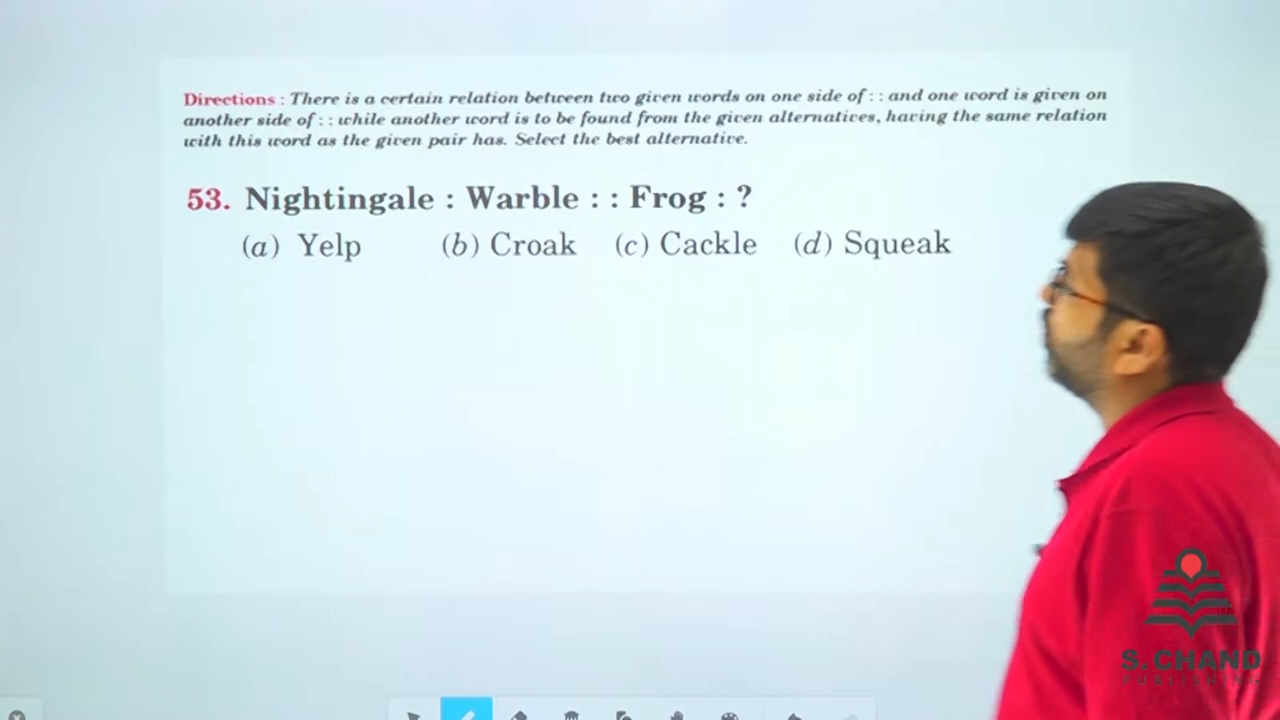 Directions : There is a certain relation between two given words on one side of : : and one word is given on
another side of : : while another word is to be found from the given alternatives, having the same relation
with this word as the given pair has. Select the best alternative.
53. Nightingale : Warble : : Frog : ?
(a) Yelp (b) Croak (c) Cackle (d) Squeak
S. CHAND
PUBLISHING